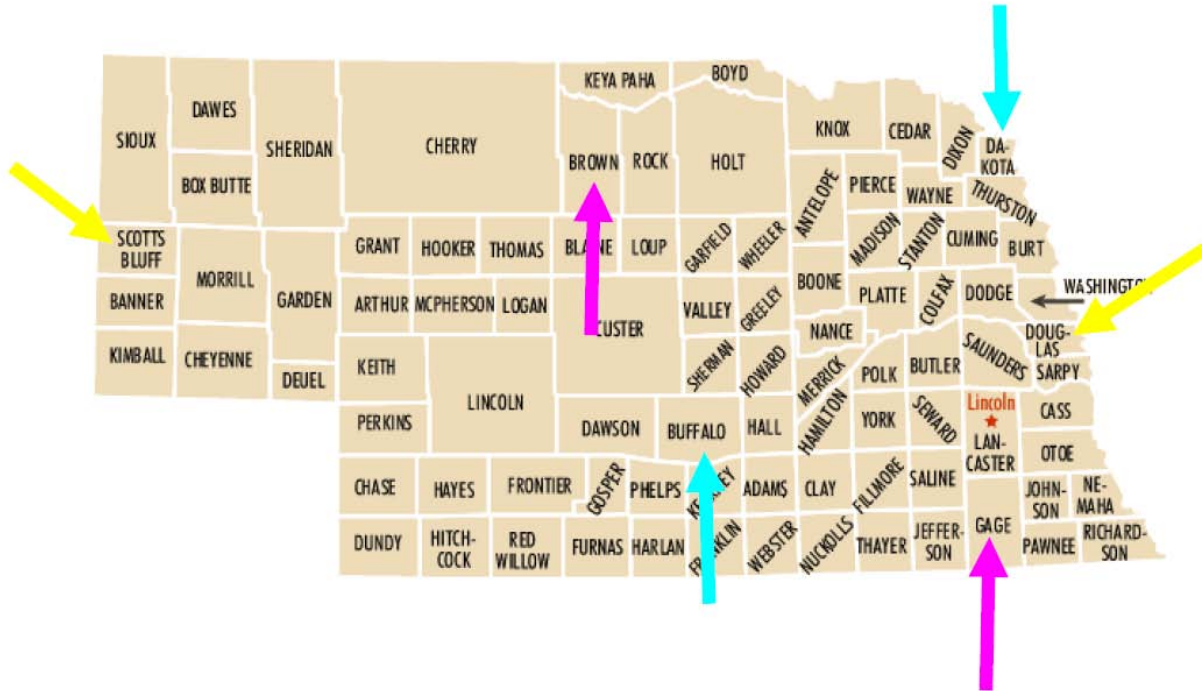 KEYA PAHA
BOYD
DAWES
SIOUX
SHERIDAN
CHERRY
BROWN
ROCK
HOLT
KNOX
CEDAR
DIXON
DA-
KOTA
BOX BUTTE
ANTELOPE
PIERCE
WAYNE
THURSTON
SCOTTS
BLUFF
MORRILL
GARDEN
GRANT
HOOKER
THOMAS
BLAINE
LOUP
GARFIELD
WHEELER
MADISON
STANTON
CUMING
BURT
BANNER
ARTHUR
MCPHERSON
LOGAN
CUSTER
VALLEY
GREELEY
BOONE
PLATTE
COLFAX
DODGE
WASHINGTON
KIMBALL
CHEYENNE
DEUEL
KEITH
LINCOLN
SHERMAN
HOWARD
NANCE
MERRICK
POLK
BUTLER
SAUNDERS
DOUG-
LAS
SARPY
PERKINS
DAWSON
BUFFALO
HALL
HAMILTON
YORK
SEWARD
Lincoln
LAN-
CASTER
CASS
OTOE
CHASE
HAYES
FRONTIER
GOSPER
PHELPS
KEARNEY
ADAMS
CLAY
FILLMORE
SALINE
GAGE
JOHN-
SON
NE-
MAHA
DUNDY
HITCH-
COCK
RED
WILLOW
FURNAS
HARLAN
FRANKLIN
WEBSTER
NUCKOLLS
THAYER
JEFFER-
SON
PAWNEE
RICHARD-
SON